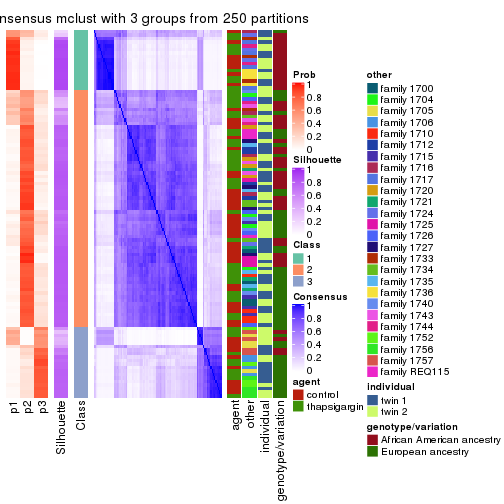 nsensus mclust with 3 groups from 250 partitions
p1
p2
p3
Silhouette
Class
agent
other
individual
genotype/variation
Prob
1
0.8
0.6
0.4
0.2
0
Silhouette
1
0.8
0.6
0.4
0.2
0
Class
1
2
3
Consensus
1
0.8
0.6
0.4
0.2
0
agent
control
thapsigargin
other
family 1700
family 1704
family 1705
family 1706
family 1710
family 1712
family 1715
family 1716
family 1717
family 1720
family 1721
family 1724
family 1725
family 1726
family 1727
family 1733
family 1734
family 1735
family 1736
family 1740
family 1743
family 1744
family 1752
family 1756
family 1757
family REQ115
individual
twin 1
twin 2
genotype/variation
African American ancestry
European ancestry